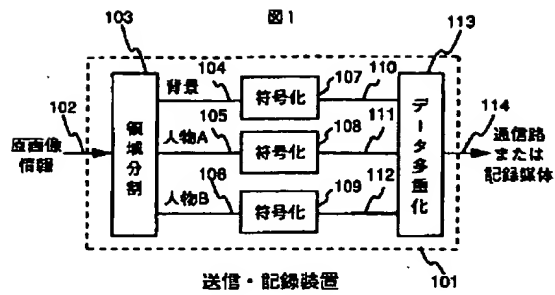 図1
103
113
背景
104
107
110
符号化
114
102
領域分割
原画像
情報
人物A
105
108
111
符号化
データ多重化
通信路
または
記録媒体
人物B
106
109
112
符号化
101
送信・記録装置